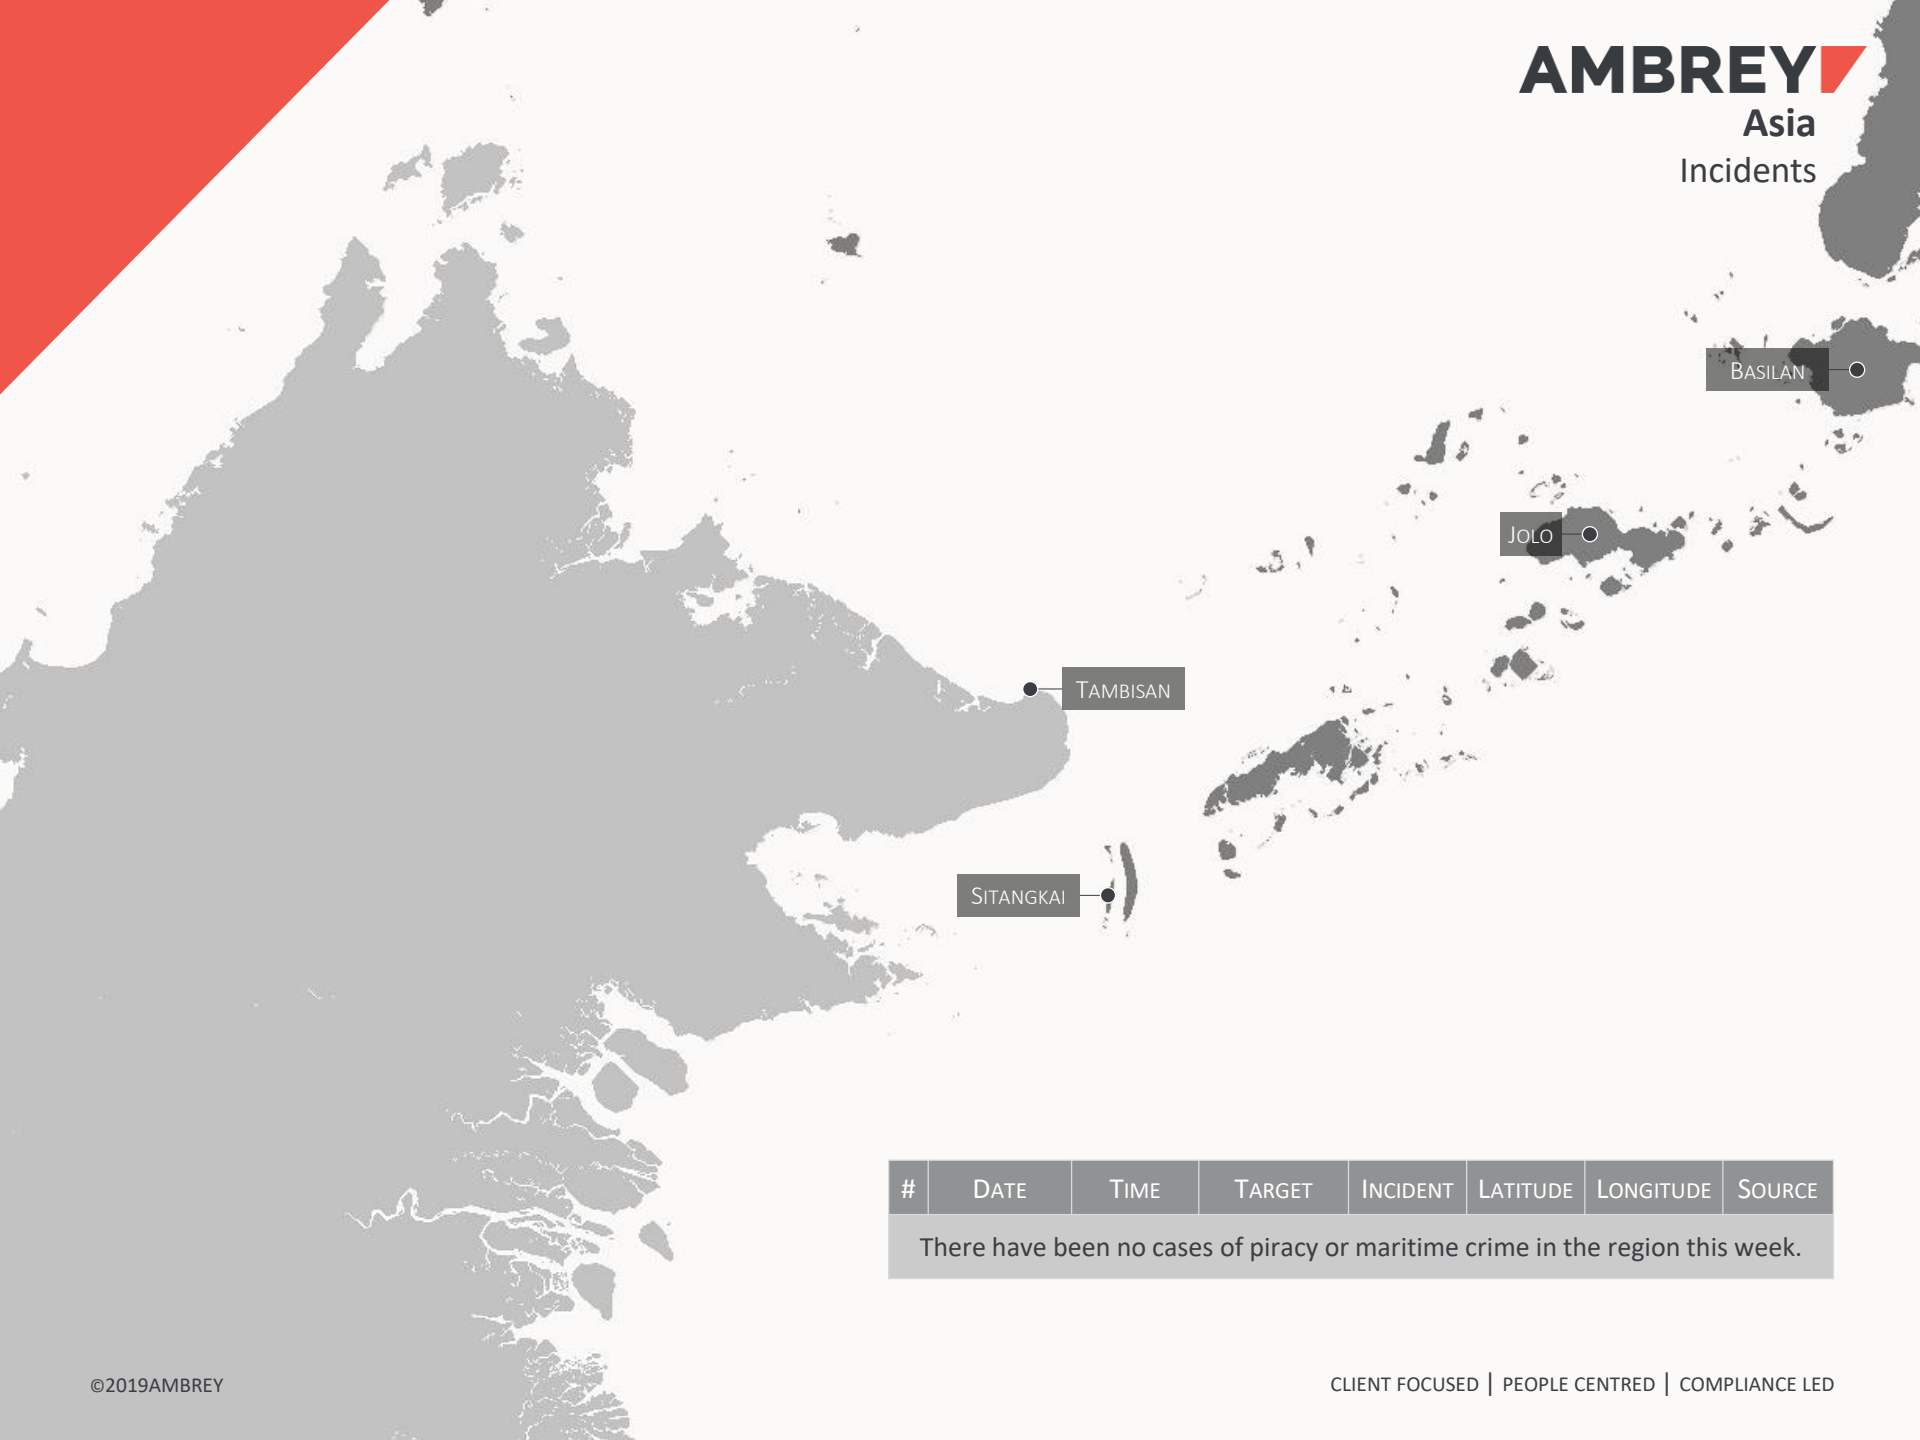 AMBREY
Asia
Incidents
BASILAN
JOLO
TAMBISAN
SITANGKAI
# DATE TIME TARGET INCIDENT LATITUDE LONGITUDE SOURCE
There have been no cases of piracy or maritime crime in the region this week.
©2019AMBREY
CLIENT FOCUSED | PEOPLE CENTRED | COMPLIANCE LED